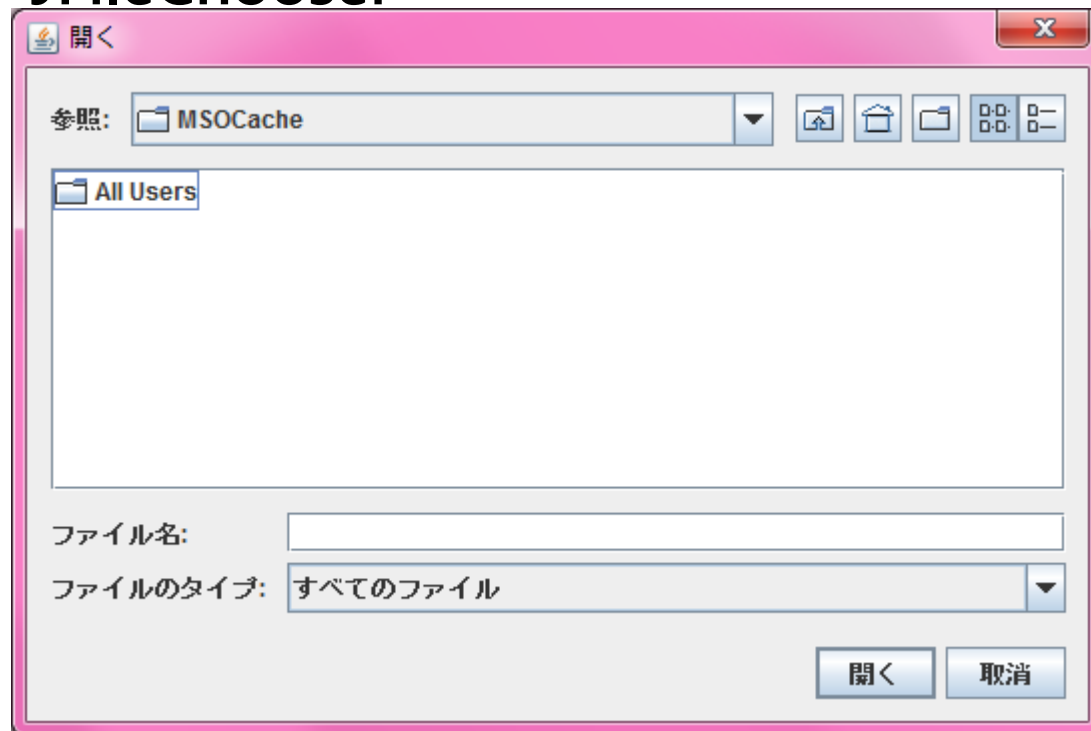 JFileChooser
開く
参照: MSOCache
All Users
ファイル名:
ファイルのタイプ: すべてのファイル
開く 取消